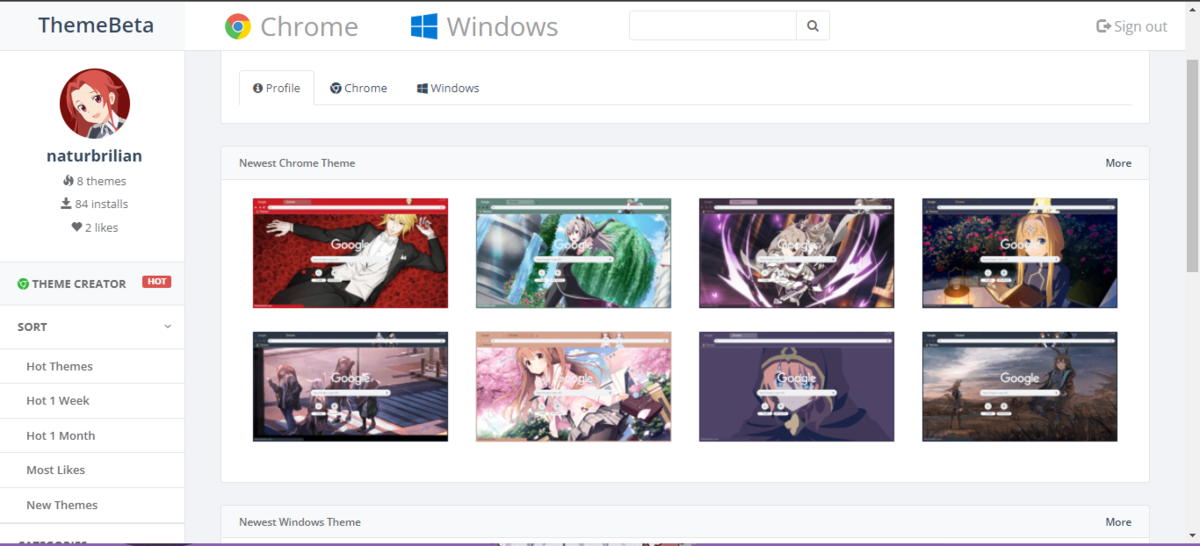 ThemeBeta
Chrome
Windows
Sign out
naturbrilian
8 themes
84 installs
2 likes
THEME CREATOR HOT
SORT
Hot Themes
Hot 1 Week
Hot 1 Month
Most Likes
New Themes
Profile
Chrome
Windows
Newest Chrome Theme
More
Google
Google
Google
Google
Google
Google
Google
Google
Newest Windows Theme
More